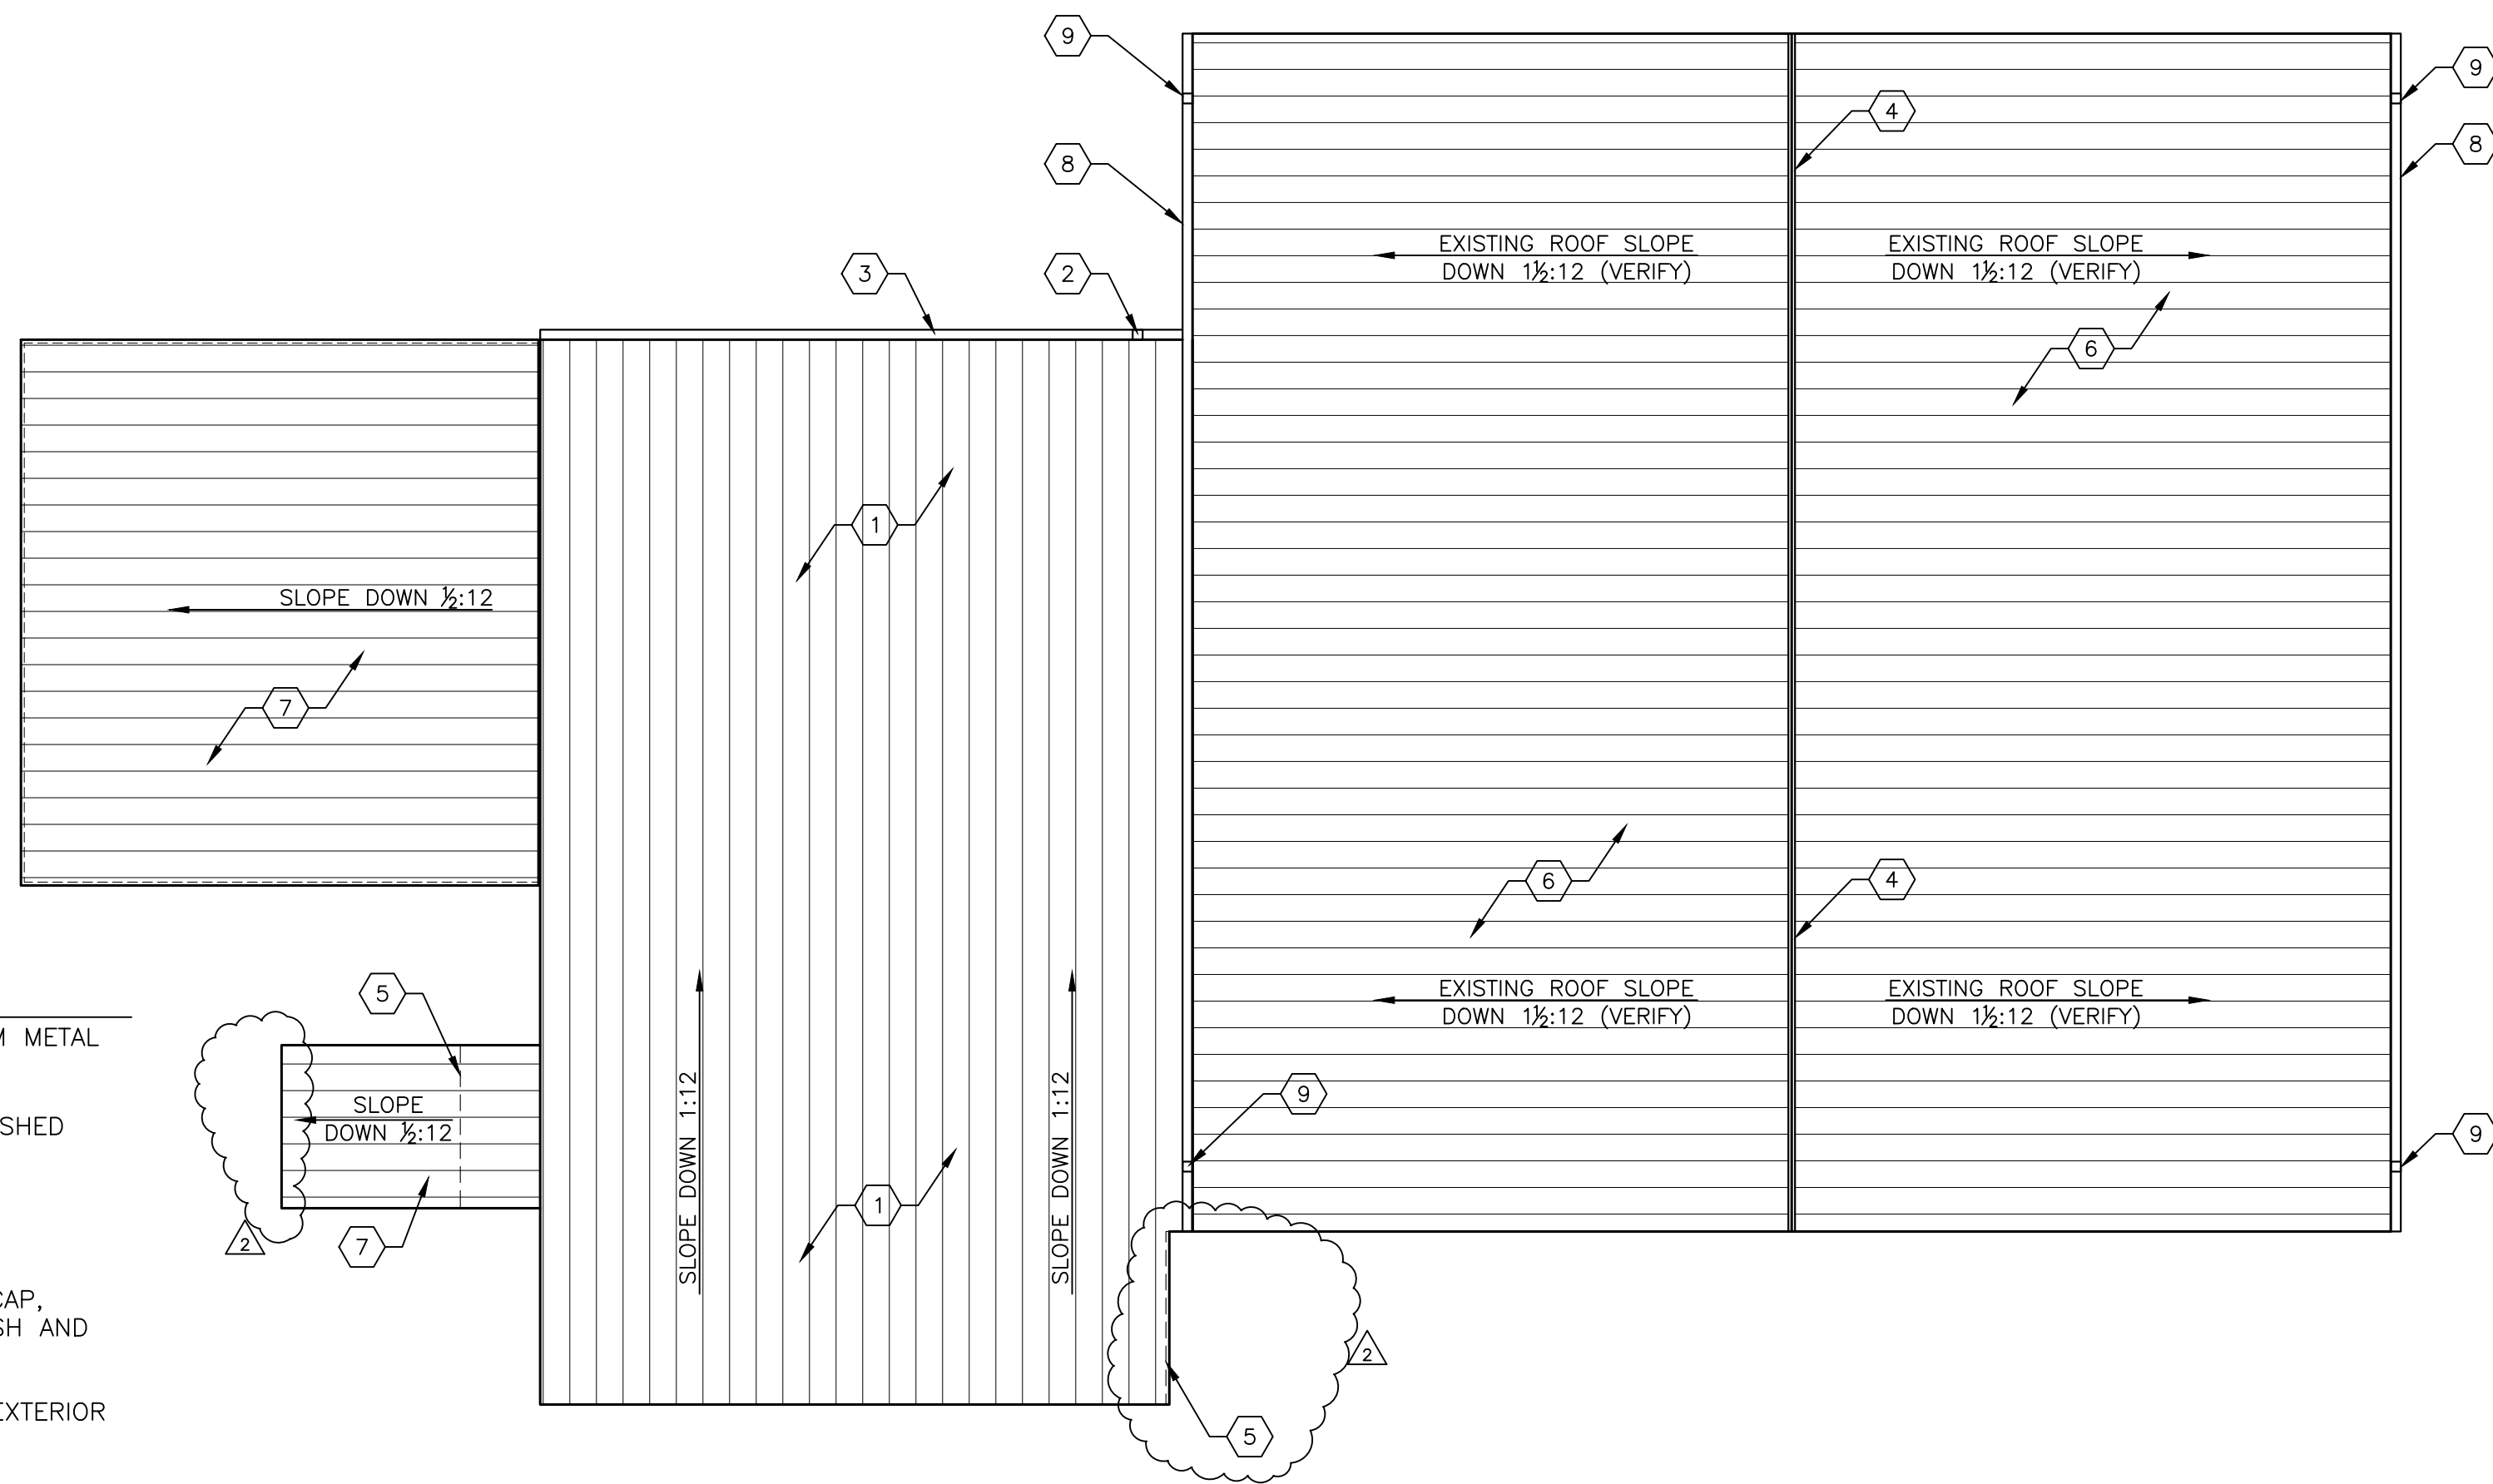 9
9
4
8
8
EXISTING ROOF SLOPE
DOWN 1½:12 (VERIFY)
EXISTING ROOF SLOPE
DOWN 1½:12 (VERIFY)
3
2
6
1
SLOPE DOWN ½:12
7
6
4
5
EXISTING ROOF SLOPE
DOWN 1½:12 (VERIFY)
EXISTING ROOF SLOPE
DOWN 1½:12 (VERIFY)
METAL
SLOPE
DOWN ½:12
SLOPE DOWN 1:12
SLOPE DOWN 1:12
9
9
1
2
7
AND
2
EXTERIOR
5